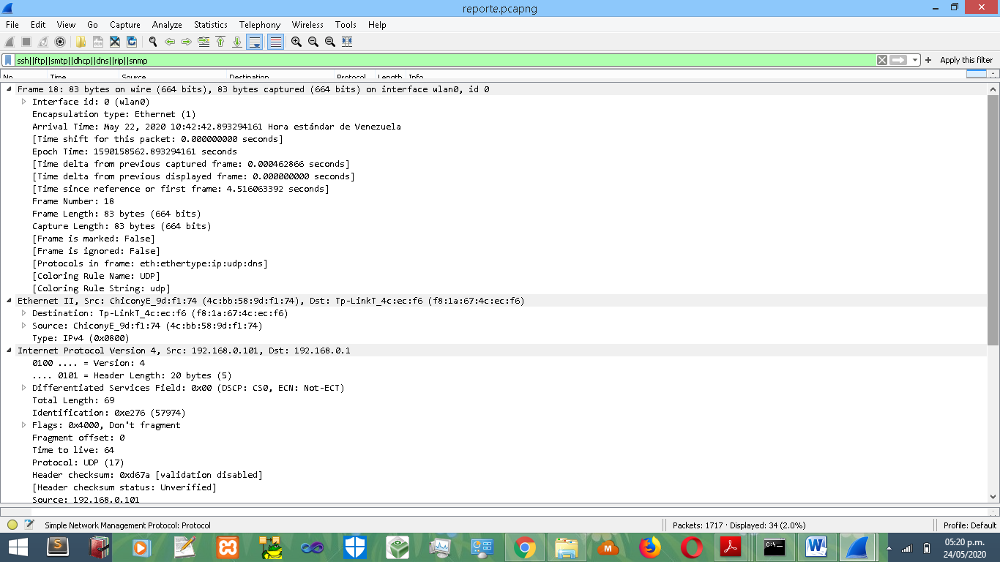 reporte.pcapng
File Edit View Go Capture Analyze Statistics Telephony Wireless Tools Help
ssh||ftp||smtp||dhcp||dns||rip||snmp
Apply this filter
No. Time Source Destination Protocol Length Info
Frame 18: 83 bytes on wire (664 bits), 83 bytes captured (664 bits) on interface wlan0, id 0
Interface id: 0 (wlan0)
Encapsulation type: Ethernet (1)
Arrival Time: May 22, 2020 10:42:42.893294161 Hora estándar de Venezuela
[Time shift for this packet: 0.000000000 seconds]
Epoch Time: 1590158562.893294161 seconds
[Time delta from previous captured frame: 0.000462866 seconds]
[Time delta from previous displayed frame: 0.000000000 seconds]
[Time since reference or first frame: 4.516063392 seconds]
Frame Number: 18
Frame Length: 83 bytes (664 bits)
Capture Length: 83 bytes (664 bits)
[Frame is marked: False]
[Frame is ignored: False]
[Protocols in frame: eth:ethertype:ip:udp:dns]
[Coloring Rule Name: UDP]
[Coloring Rule String: udp]
Ethernet II, Src: ChiconyE_9d:f1:74 (4c:bb:58:9d:f1:74), Dst: Tp-LinkT_4c:ec:f6 (f8:1a:67:4c:ec:f6)
Destination: Tp-LinkT_4c:ec:f6 (f8:1a:67:4c:ec:f6)
Source: ChiconyE_9d:f1:74 (4c:bb:58:9d:f1:74)
Type: IPv4 (0x0800)
Internet Protocol Version 4, Src: 192.168.0.101, Dst: 192.168.0.1
0100 .... = Version: 4
.... 0101 = Header Length: 20 bytes (5)
Differentiated Services Field: 0x00 (DSCP: CS0, ECN: Not-ECT)
Total Length: 69
Identification: 0xe276 (57974)
Flags: 0x4000, Don't fragment
Fragment offset: 0
Time to live: 64
Protocol: UDP (17)
Header checksum: 0xd67a [validation disabled]
[Header checksum status: Unverified]
Source: 192.168.0.101
Simple Network Management Protocol: Protocol
Packets: 1717 · Displayed: 34 (2.0%)
Profile: Default
05:20 p.m.
24/05/2020